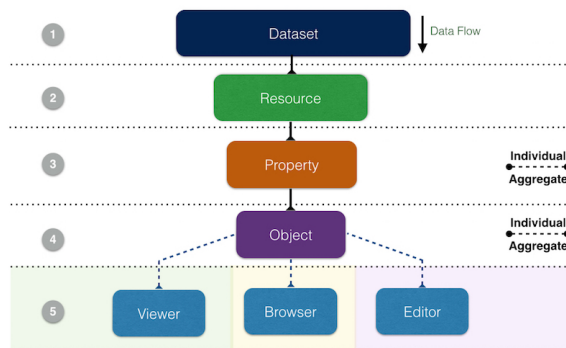 1
Dataset
Data Flow
2
Resource
3
Property
Individual
Aggregate
4
Object
Individual
Aggregate
5
Viewer
Browser
Editor